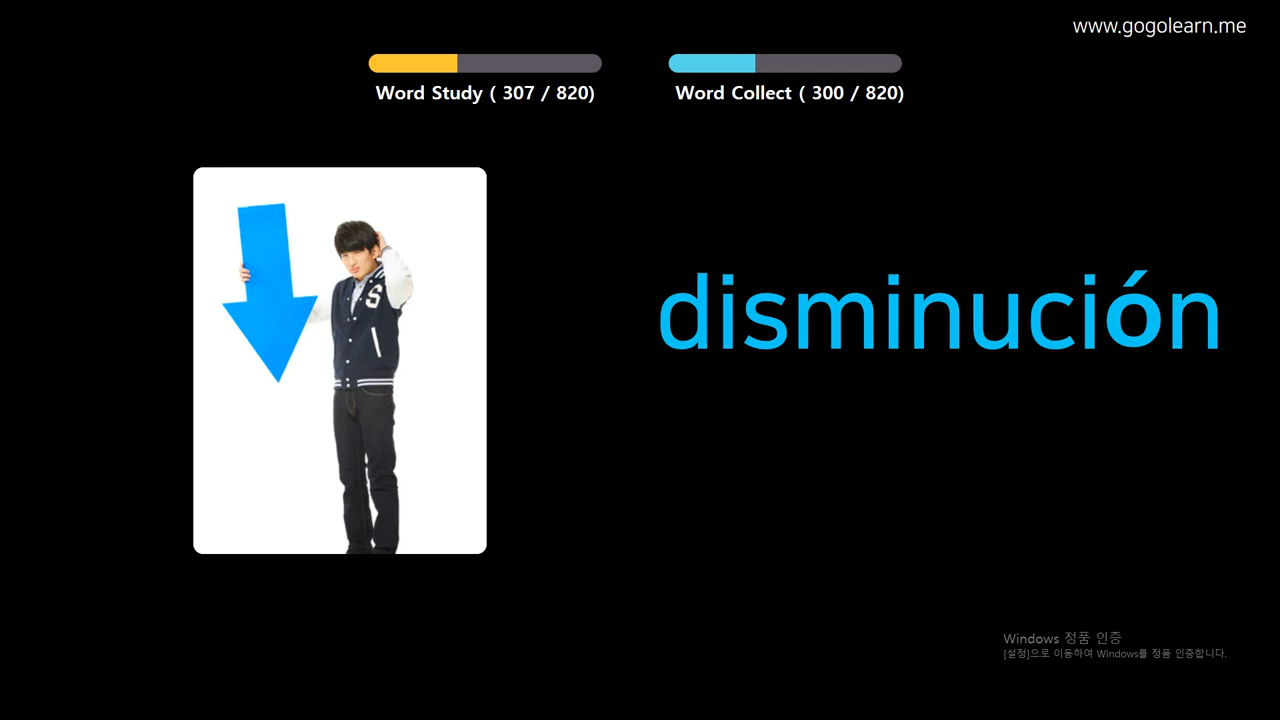 www.gogolearn.me
Word Study ( 307 / 820)
Word Collect ( 300 / 820)
S
disminución
Windows 정품 인증
[설정]으로 이동하여 Windows를 정품 인증합니다.